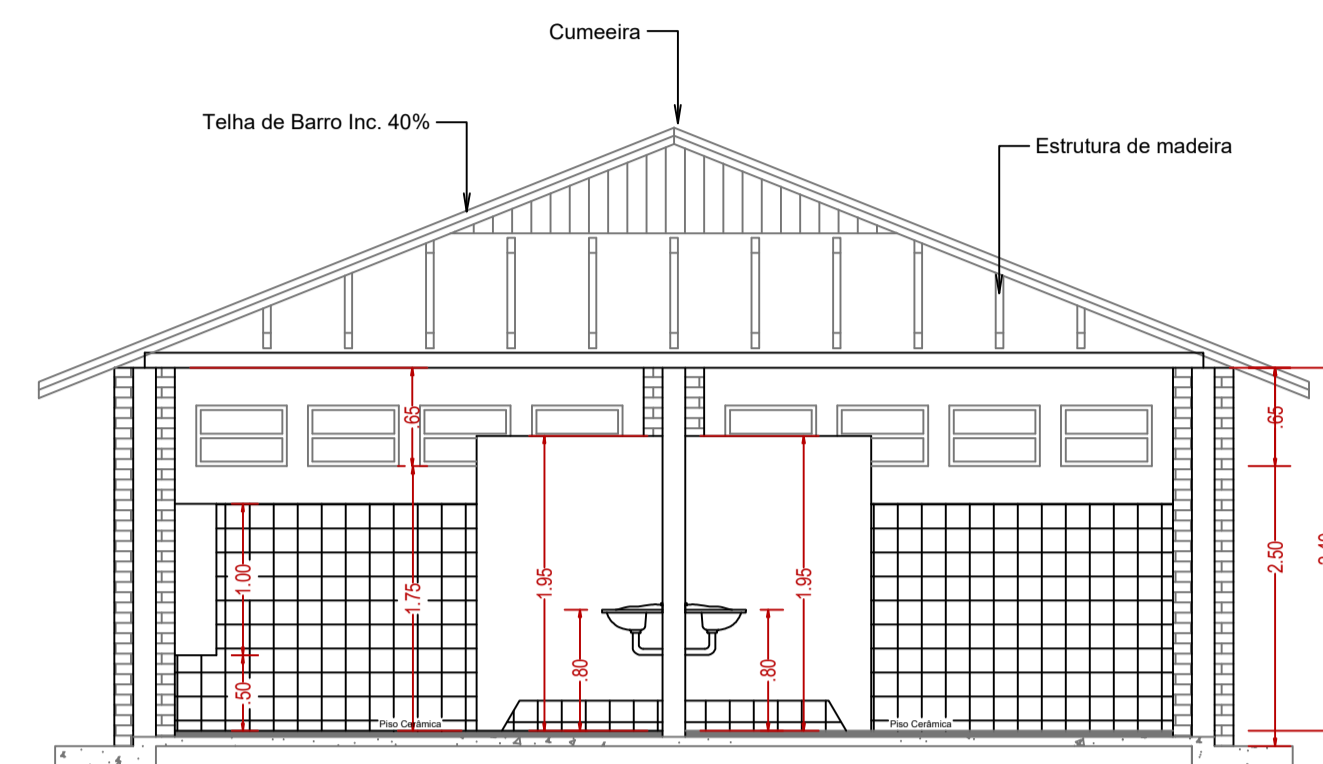 Cumeeira
Telha de Barro Inc. 40%
Estrutura de madeira
.65
.65
1.00
1.75
1.95
1.95
2.50
.80
.80
.50
Piso Cerâmica
Piso Cerâmica